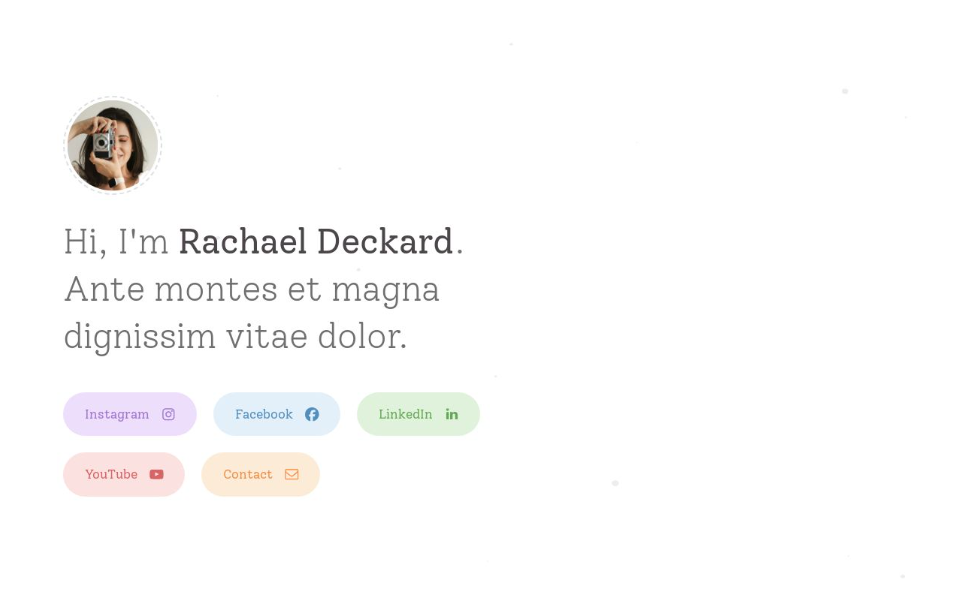 Hi, I'm Rachael Deckard.
Ante montes et magna
dignissim vitae dolor.
Instagram
Facebook
LinkedIn
YouTube
Contact